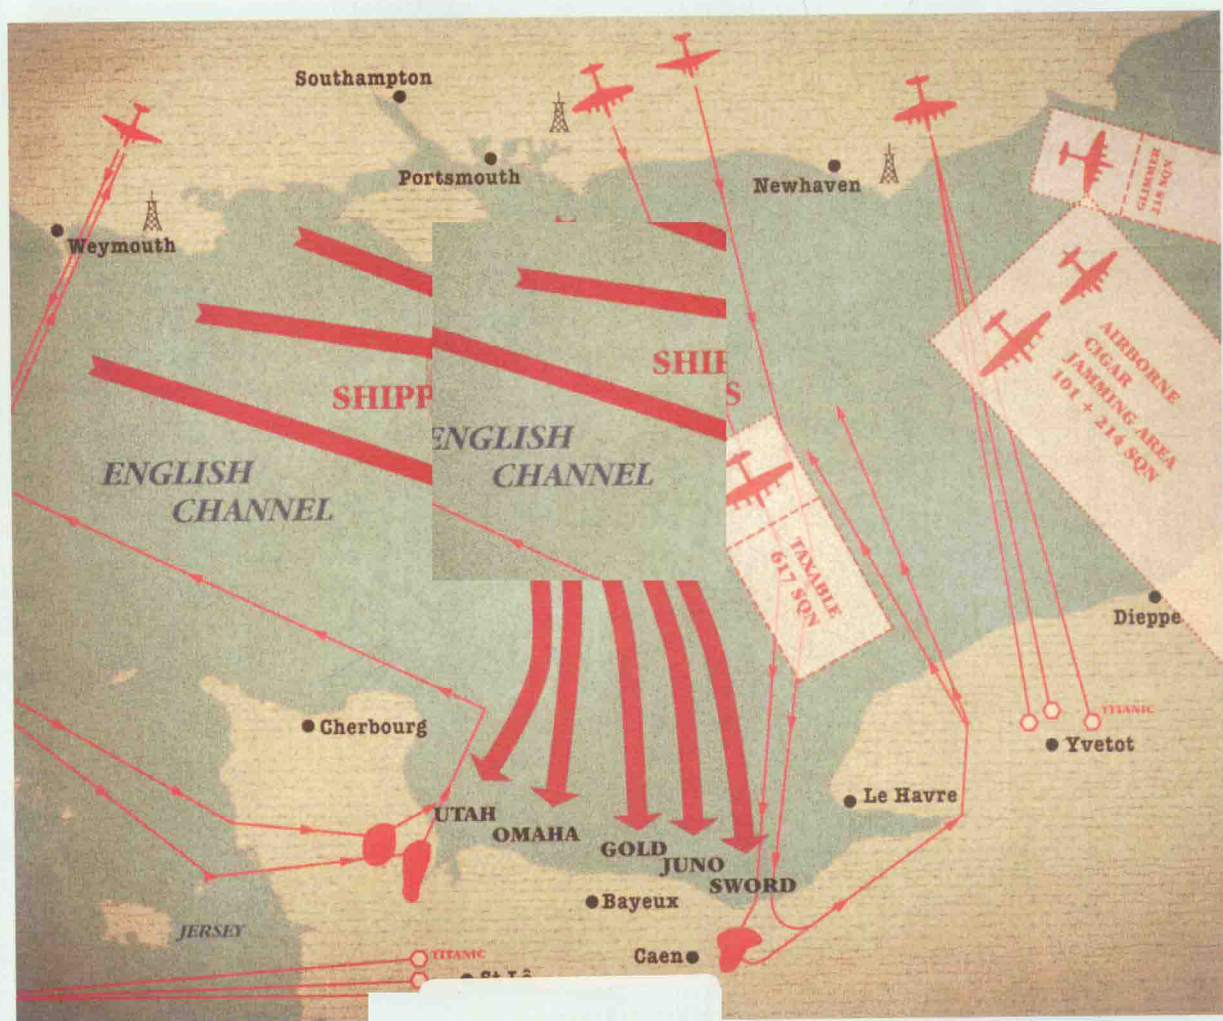 Southampton
Portsmouth
Newhaven
GLIMMER
218 SQN
Weymouth
AIRBORNE
CIGAR
JAMMING AREA
101 + 214 SQN
SHIPP
SHIP
S
ENGLISH
CHANNEL
ENGLISH
CHANNEL
TAXABLE
617 SQN
Dieppe
TITANIC
Yvetot
Cherbourg
Le Havre
UTAH
OMAHA
GOLD
JUNO
SWORD
Bayeux
JERSEY
TITANIC
Caen